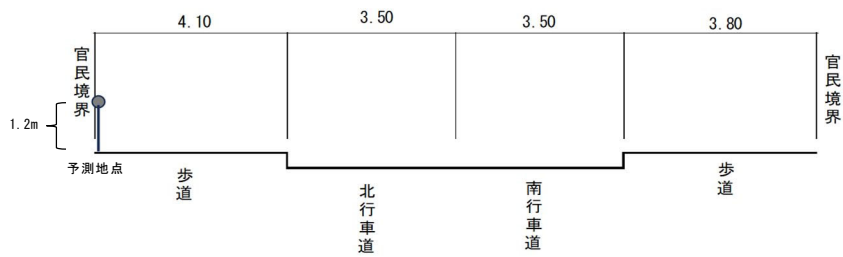 4.10
3.50
3.50
3.80
官民境界
官民境界
1.2m
予測地点
歩道
北行車道
南行車道
歩道